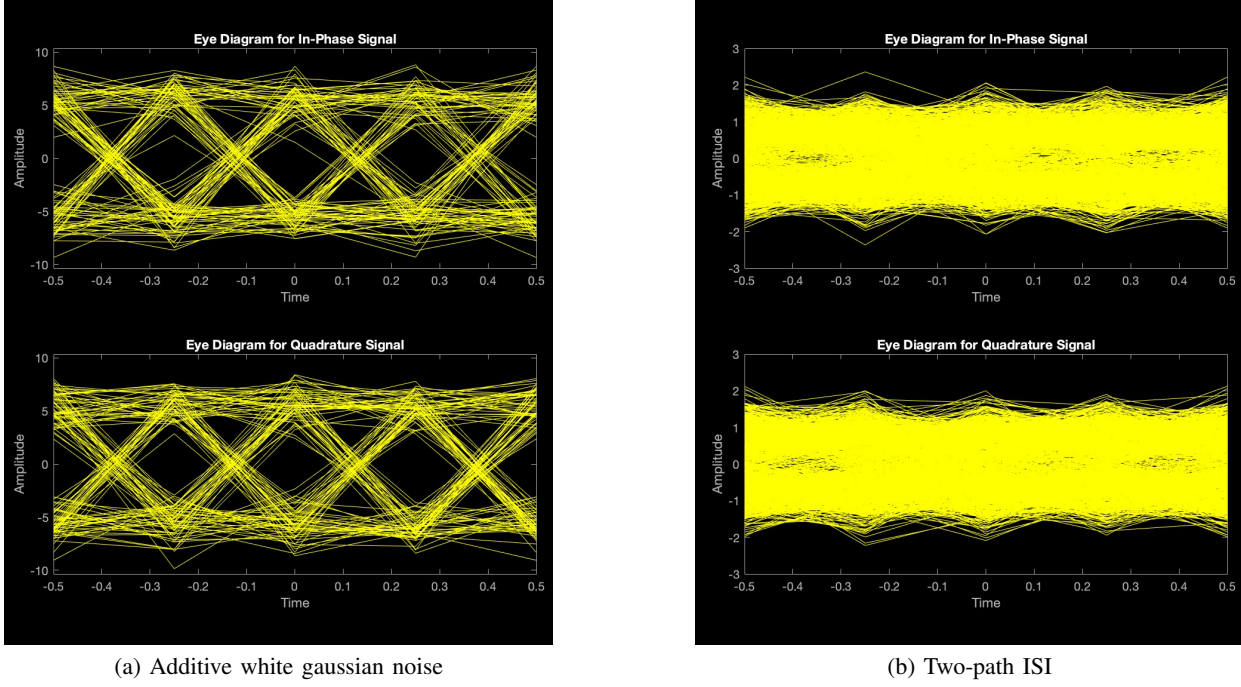 Eye Diagram for In-Phase Signal
10
5
0
-5
-10
Amplitude
-0.5 -0.4 -0.3 -0.2 -0.1 0 0.1 0.2 0.3 0.4 0.5
Time
Eye Diagram for Quadrature Signal
10
5
0
-5
-10
Amplitude
-0.5 -0.4 -0.3 -0.2 -0.1 0 0.1 0.2 0.3 0.4 0.5
Time
(a) Additive white gaussian noise
Eye Diagram for In-Phase Signal
3
2
1
0
-1
-2
-3
Amplitude
-0.5 -0.4 -0.3 -0.2 -0.1 0 0.1 0.2 0.3 0.4 0.5
Time
Eye Diagram for Quadrature Signal
3
2
1
0
-1
-2
-3
Amplitude
-0.5 -0.4 -0.3 -0.2 -0.1 0 0.1 0.2 0.3 0.4 0.5
Time
(b) Two-path ISI